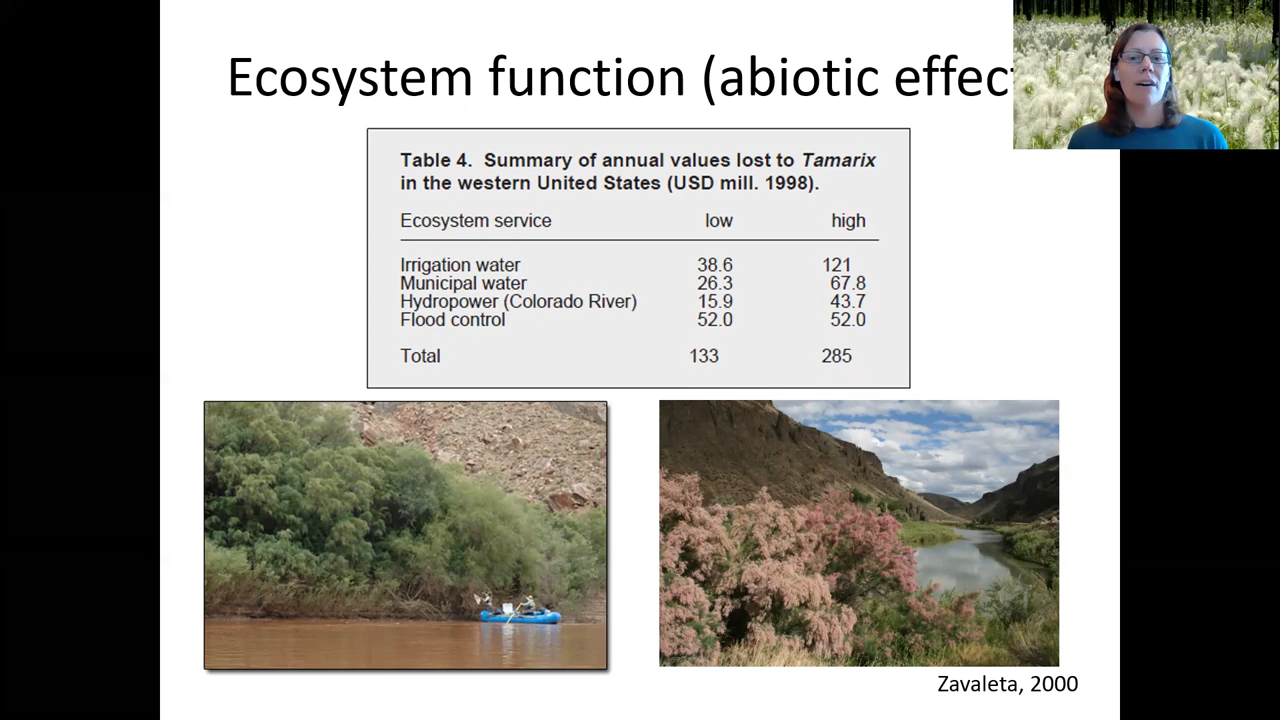 Ecosystem function (abiotic effec
Table 4. Summary of annual values lost to Tamarix
in the western United States (USD mill. 1998).
Ecosystem service low high
Irrigation water 38.6 121
Municipal water 26.3 67.8
Hydropower (Colorado River) 15.9 43.7
Flood control 52.0 52.0
Total 133 285
Zavaleta, 2000